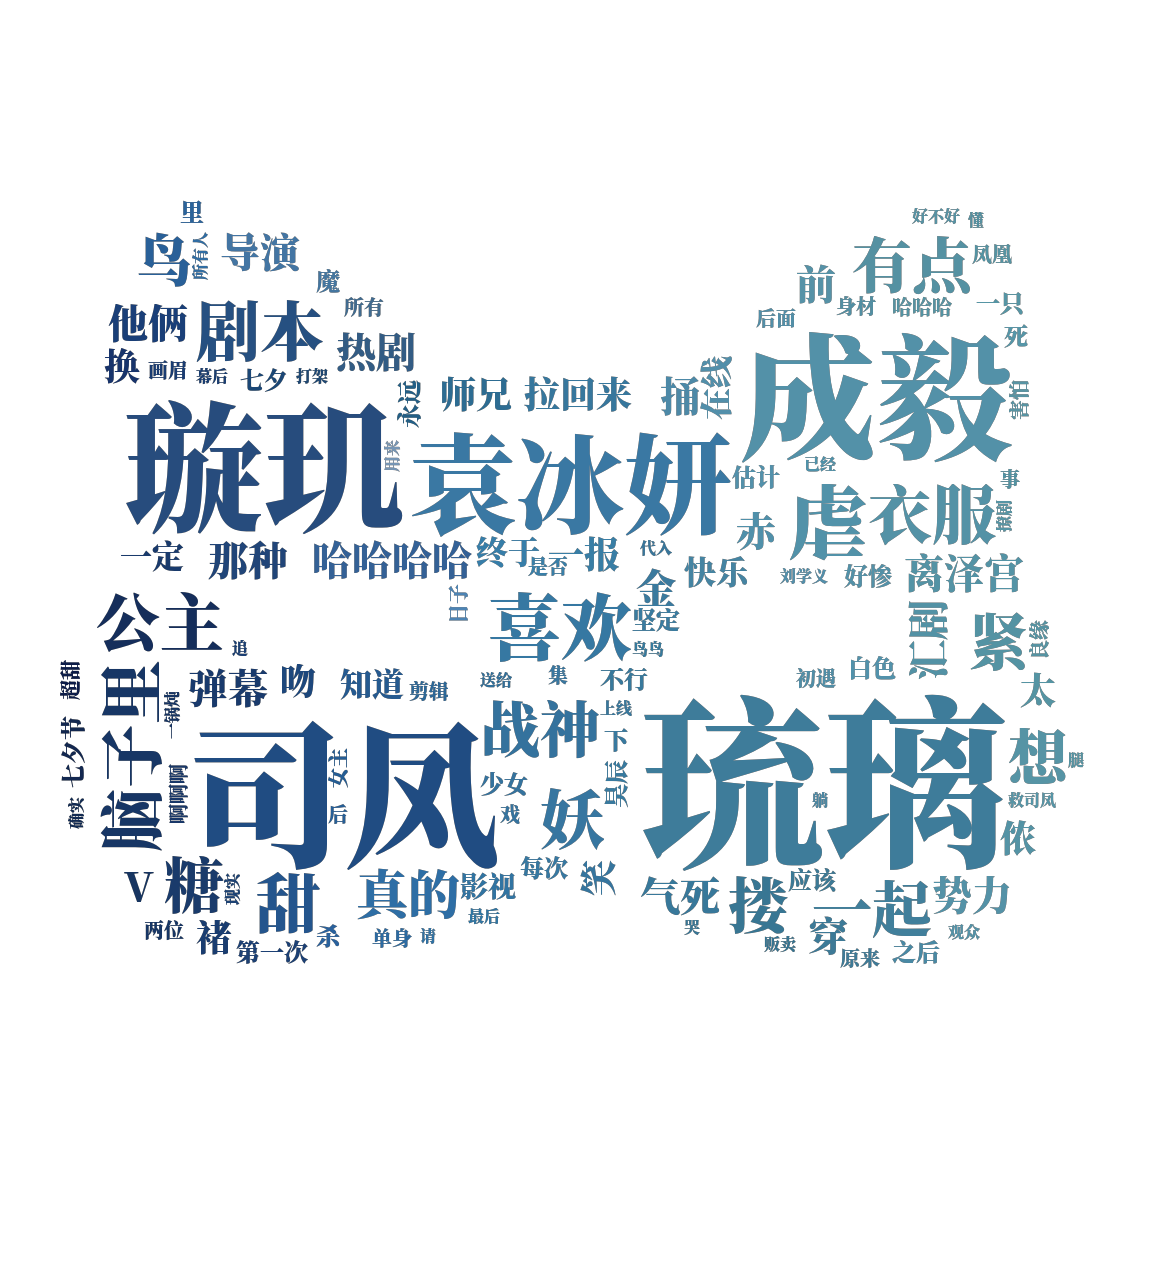 里
好不好
懂
鸟
所有人
导演
有点
凤凰
魔
前
所有
身材
哈哈哈
一只
他俩
剧本
后面
死
热剧
成毅
换
画眉
幕后
七夕
打架
在线
永远
师兄
拉回来
捅
害怕
璇玑
用来
袁冰妍
估计
已经
事
虐
衣服
撩剧
赤
一定
那种
哈哈哈哈
终于
是否
一报
代入
快乐
金
刘学义
好惨
离泽宫
日子
公主
喜欢
坚定
汇剧
紧
良缘
追
鸟鸟
超甜
脑子里
弹幕
吻
知道
剪辑
送给
集
不行
初遇
白色
太
一锅炖
战神
上线
琉璃
七夕节
司凤
女主
下
想
腿
啊啊啊
少女
昊辰
躺
救司凤
确实
后
戏
妖
依
V
糖
现实
甜
真的
影视
每次
笑
气死
搂
应该
一起
势力
两位
褚
第一次
杀
单身
请
最后
哭
贩卖
穿
原来
之后
观众